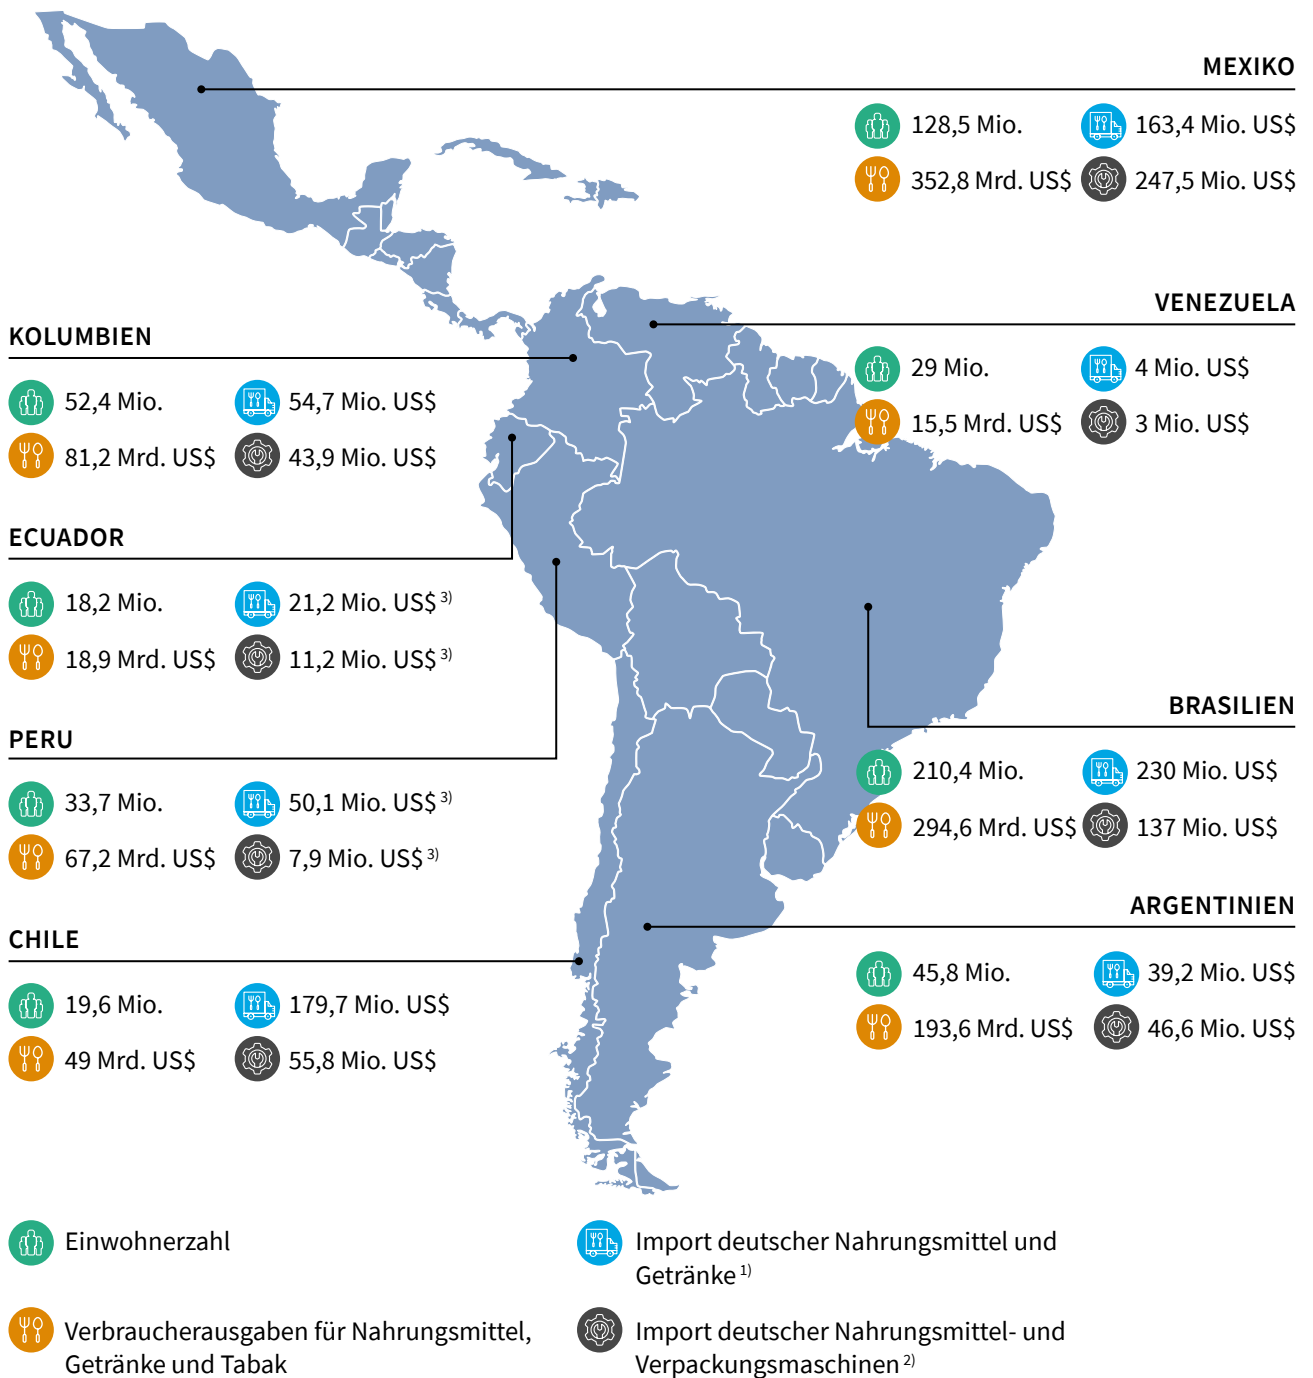 MEXIKO
128,5 Mio.
163,4 Mio. US$
352,8 Mrd. US$
247,5 Mio. US$
VENEZUELA
29 Mio.
4 Mio. US$
15,5 Mrd. US$
3 Mio. US$
KOLUMBIEN
52,4 Mio.
54,7 Mio. US$
81,2 Mrd. US$
43,9 Mio. US$
ECUADOR
18,2 Mio.
21,2 Mio. US$ 3)
18,9 Mrd. US$
11,2 Mio. US$ 3)
PERU
33,7 Mio.
50,1 Mio. US$ 3)
67,2 Mrd. US$
7,9 Mio. US$ 3)
BRASILIEN
210,4 Mio.
230 Mio. US$
294,6 Mrd. US$
137 Mio. US$
CHILE
19,6 Mio.
179,7 Mio. US$
49 Mrd. US$
55,8 Mio. US$
ARGENTINIEN
45,8 Mio.
39,2 Mio. US$
193,6 Mrd. US$
46,6 Mio. US$
Einwohnerzahl
Import deutscher Nahrungsmittel und
Getränke 1)
Verbraucherausgaben für Nahrungsmittel,
Getränke und Tabak
Import deutscher Nahrungsmittel- und
Verpackungsmaschinen 2)